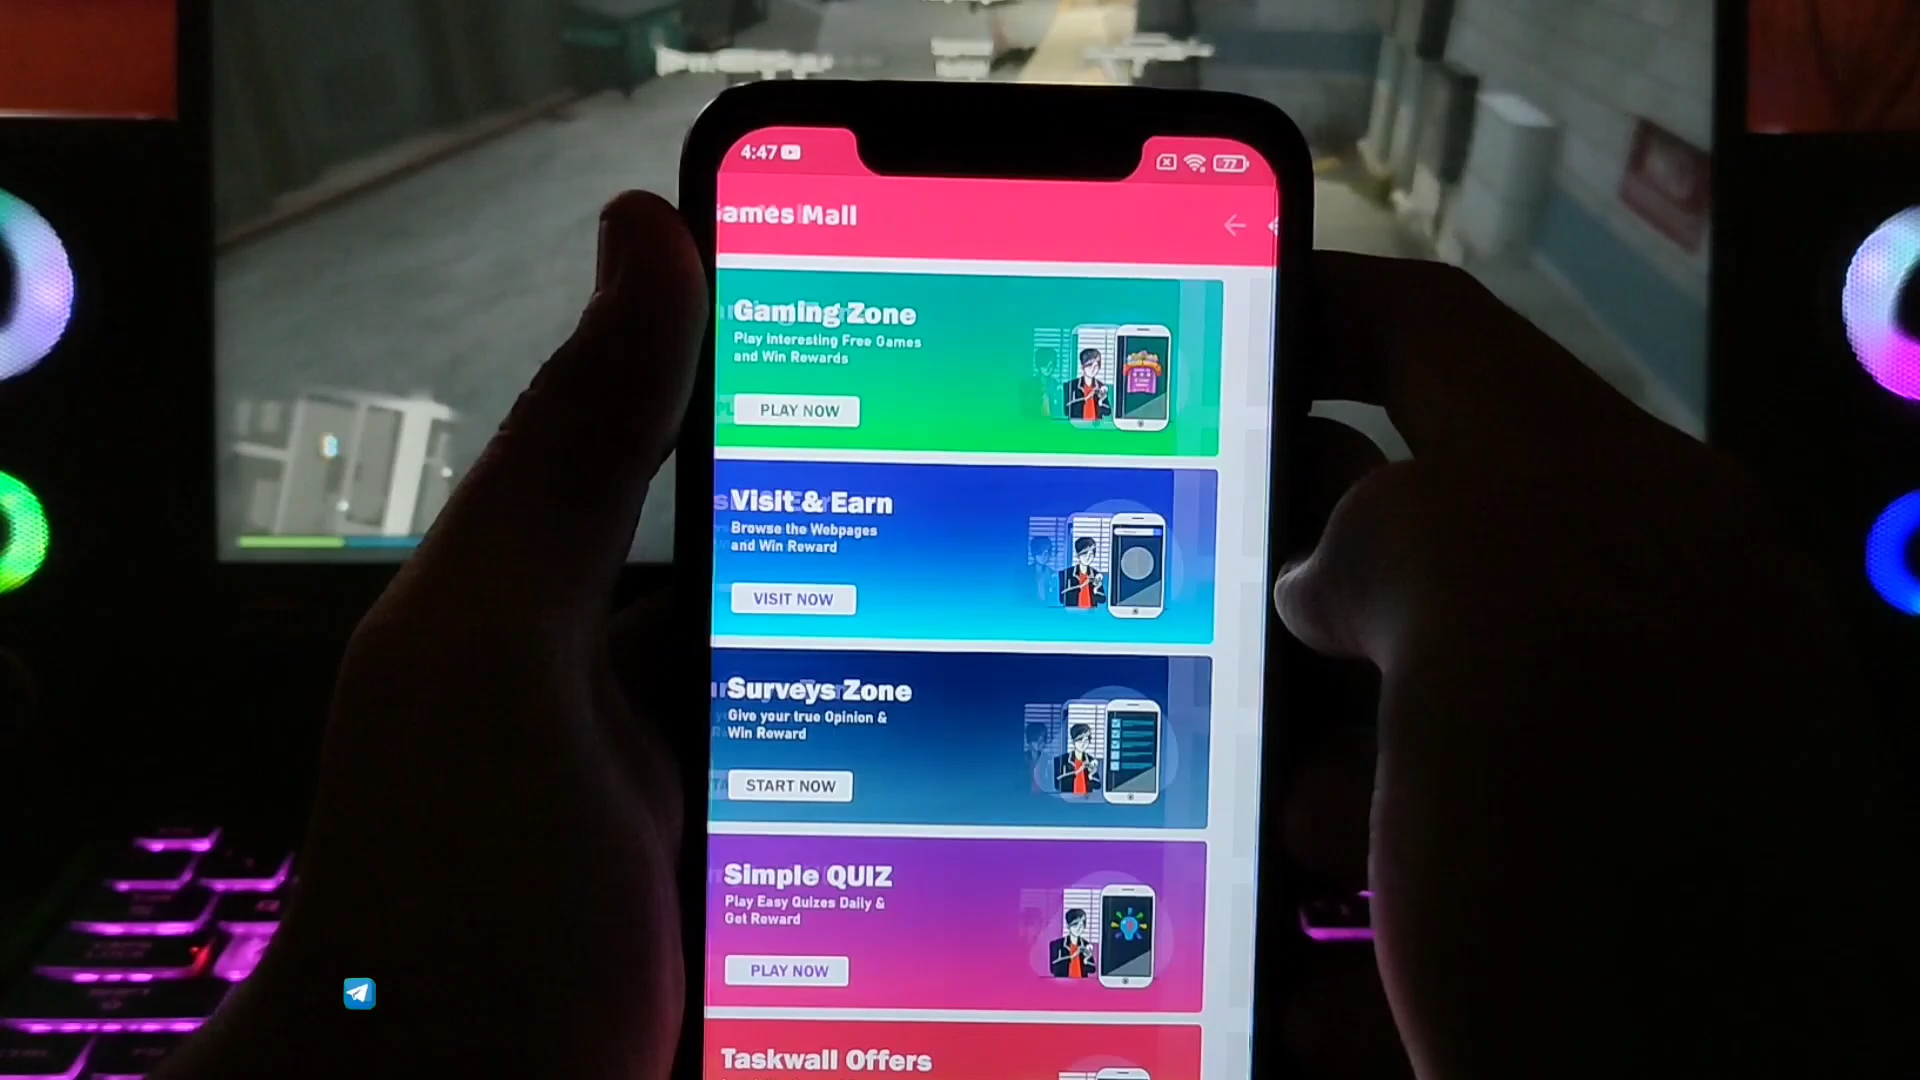 4:47
77
Games Mall
Gaming Zone
Play Interesting Free Games
and Win Rewards
PLAY NOW
Visit & Earn
Browse the Webpages
and Win Reward
VISIT NOW
Surveys Zone
Give your true Opinion &
Win Reward
START NOW
Simple QUIZ
Play Easy Quizes Daily &
Get Reward
PLAY NOW
Taskwall Offers